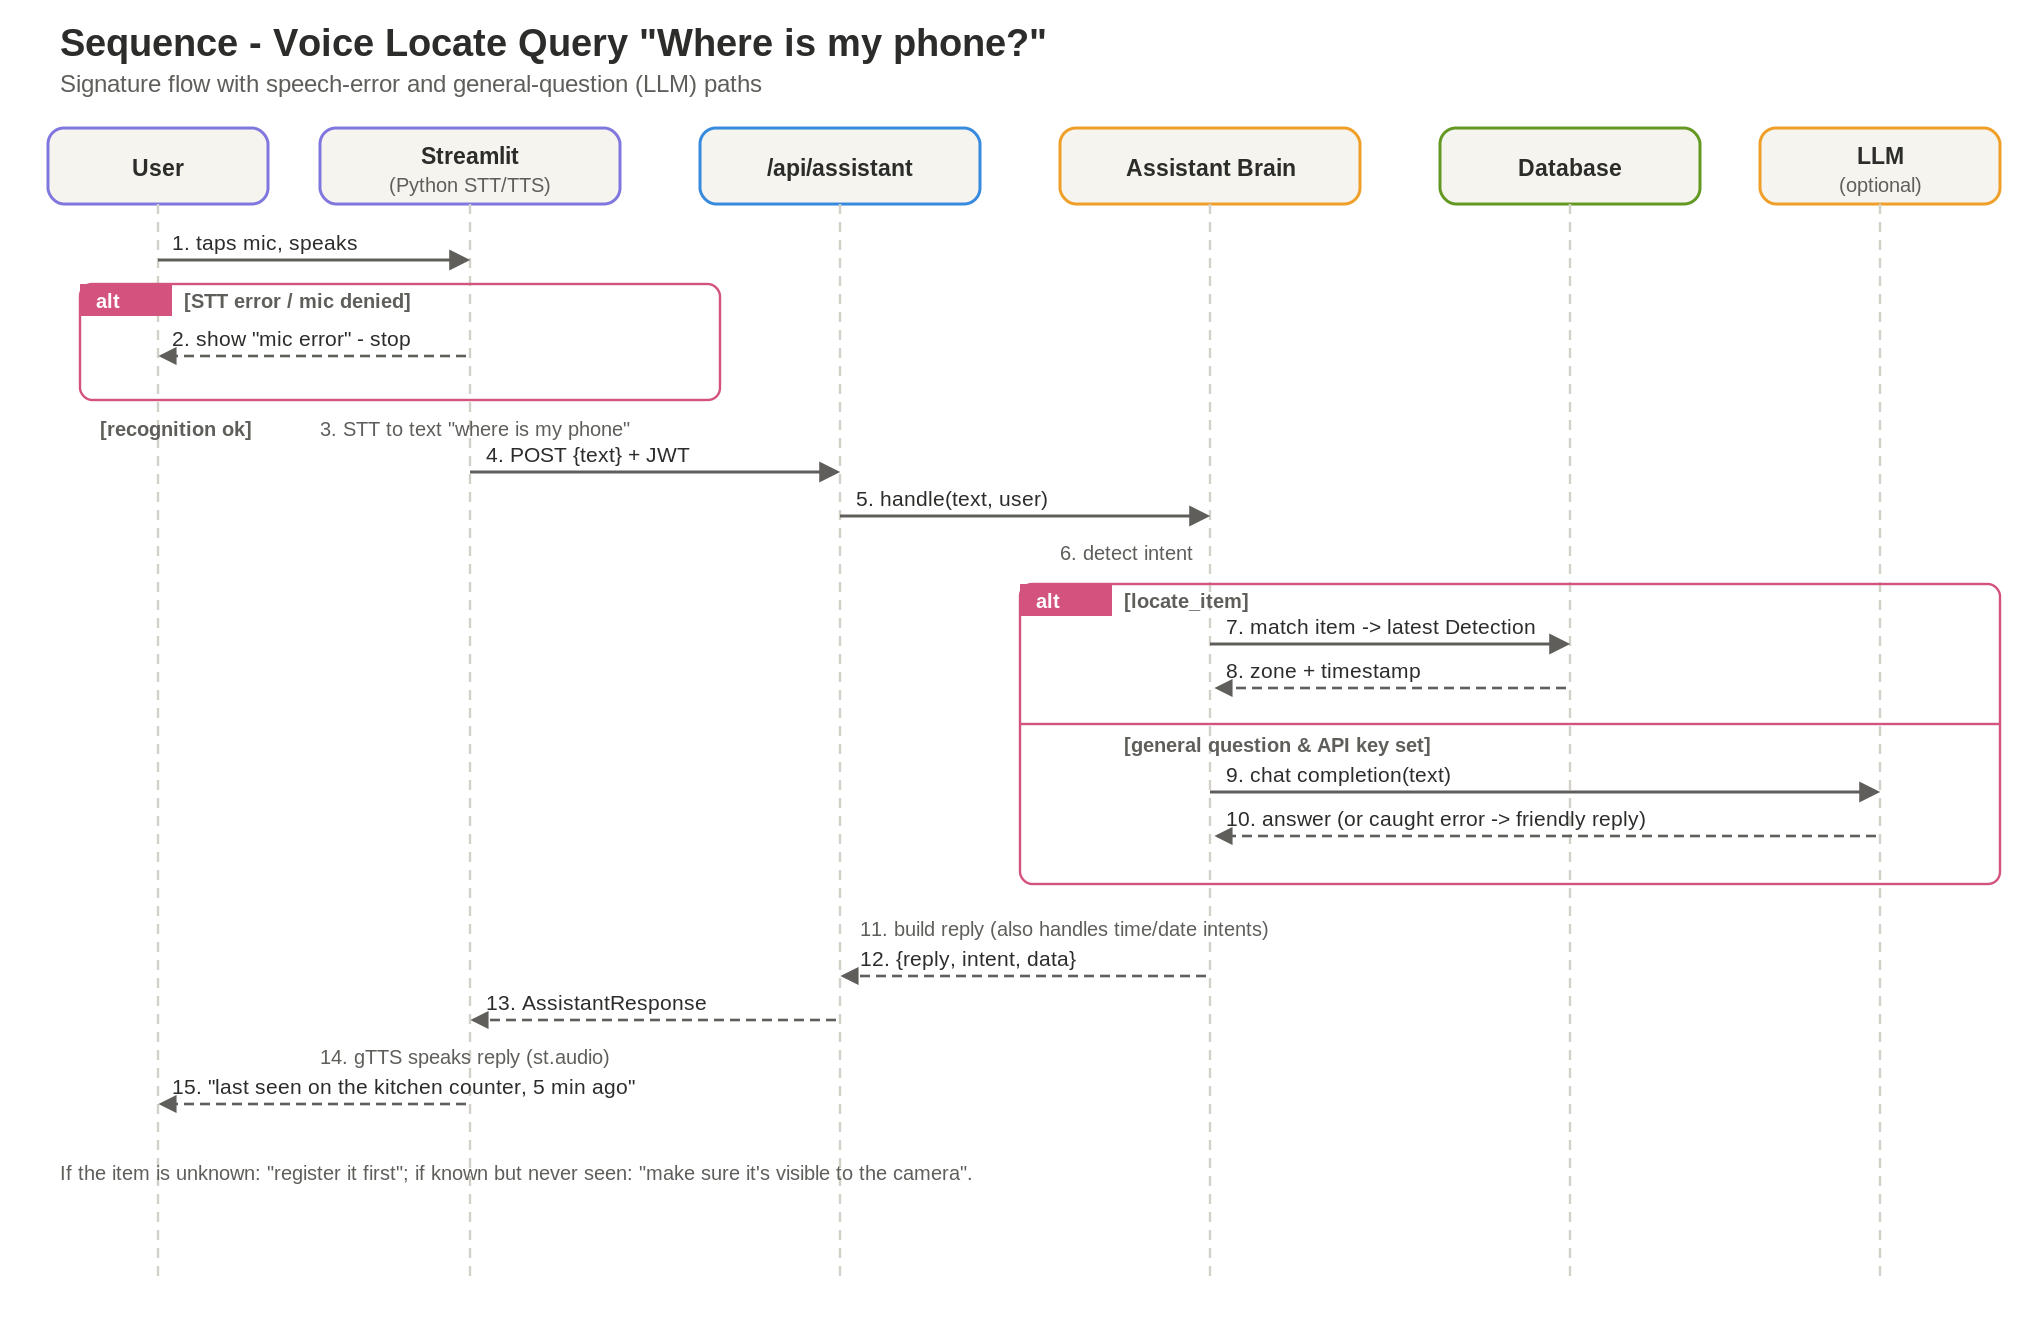 Sequence - Voice Locate Query "Where is my phone?"
Signature flow with speech-error and general-question (LLM) paths
User
Streamlit
(Python STT/TTS)
/api/assistant
Assistant Brain
Database
LLM
(optional)
1. taps mic, speaks
alt
[STT error / mic denied]
2. show "mic error" - stop
[recognition ok]
3. STT to text "where is my phone"
4. POST {text} + JWT
5. handle(text, user)
6. detect intent
alt
[locate_item]
7. match item -> latest Detection
8. zone + timestamp
[general question & API key set]
9. chat completion(text)
10. answer (or caught error -> friendly reply)
11. build reply (also handles time/date intents)
12. {reply, intent, data}
13. AssistantResponse
14. gTTS speaks reply (st.audio)
15. "last seen on the kitchen counter, 5 min ago"
If the item is unknown: "register it first"; if known but never seen: "make sure it's visible to the camera".